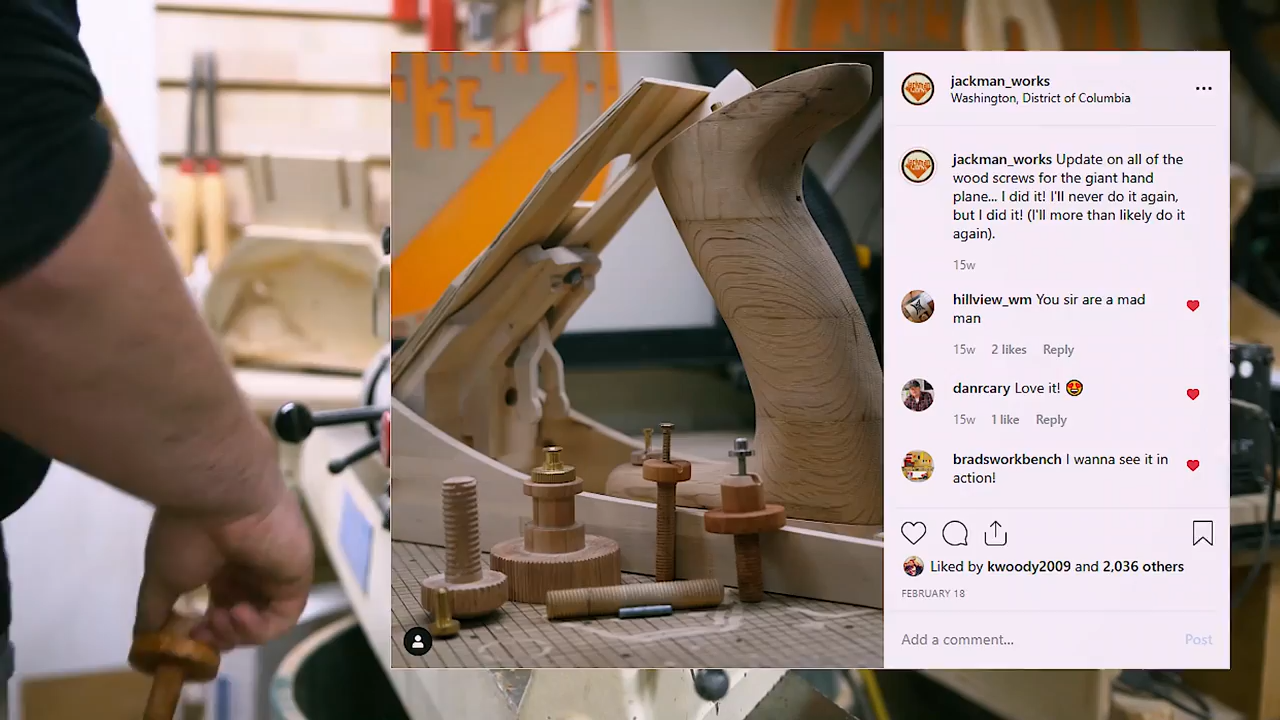 ks
jackman_works
Washington, District of Columbia
jackman_works Update on all of the
wood screws for the giant hand
plane... I did it! I'll never do it again,
but I did it! (I'll more than likely do it
again).
15w
hillview_wm You sir are a mad
man
15w 2 likes Reply
danrcary Love it! 😍
15w 1 like Reply
bradsworkbench I wanna see it in
action!
Liked by kwoody2009 and 2,036 others
FEBRUARY 18
Add a comment...
Post